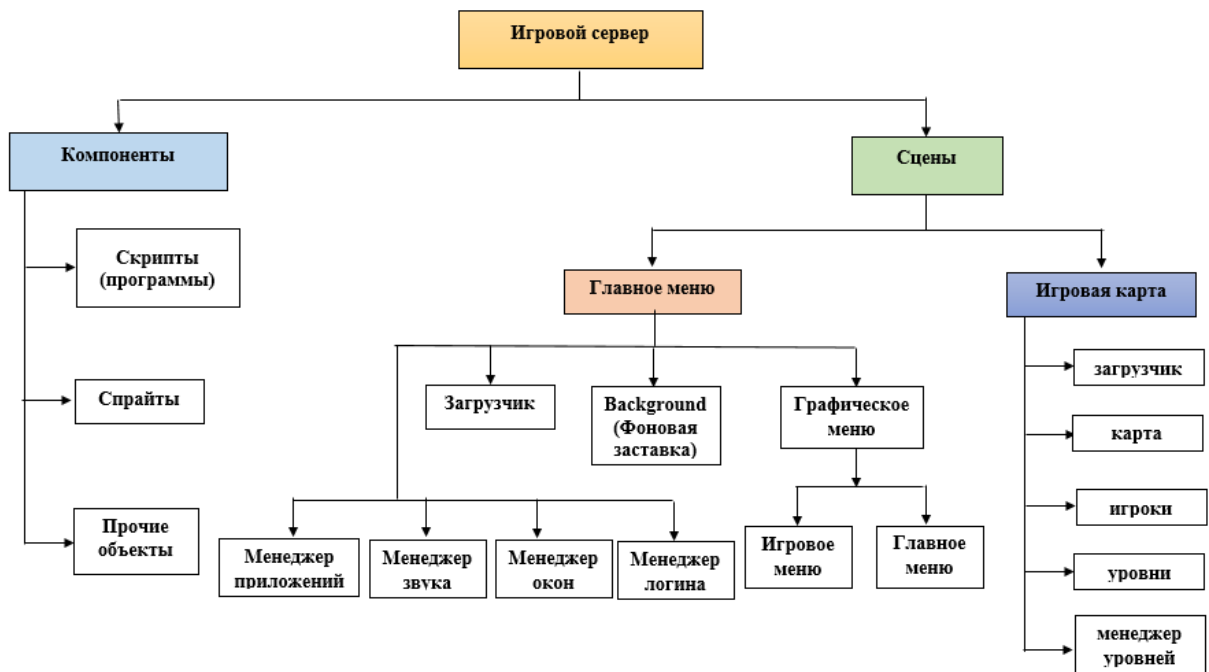 Игровой сервер
Компоненты
Сцены
Скрипты
(программы)
Спрайты
Прочие
объекты
Главное меню
Игровая карта
Загрузчик
Background
(Фоновая
заставка)
Графическое
меню
Менеджер
приложений
Менеджер
звука
Менеджер
окон
Менеджер
логина
Игровое
меню
Главное
меню
загрузчик
карта
игроки
уровни
менеджер
уровней